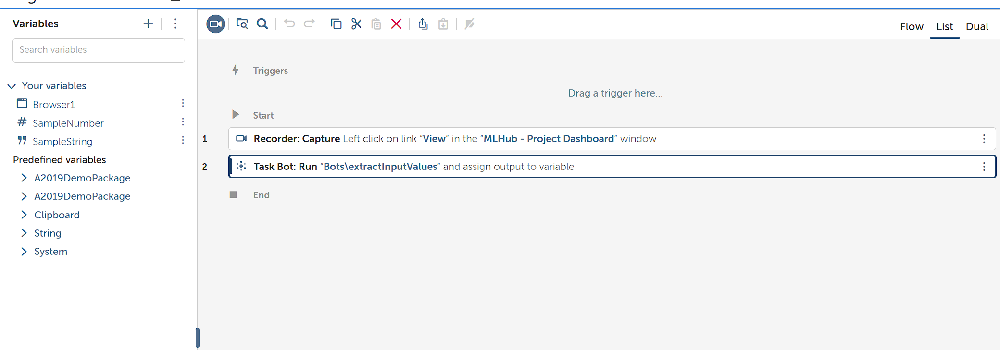 Variables
Search variables
Your variables
Browser1
SampleNumber
SampleString
Predefined variables
A2019DemoPackage
A2019DemoPackage
Clipboard
String
System
Flow List Dual
Triggers
Drag a trigger here...
Start
1 Recorder: Capture Left click on link “View” in the “MLHub - Project Dashboard” window
2 Task Bot: Run “Bots\extractInputValues” and assign output to variable
End